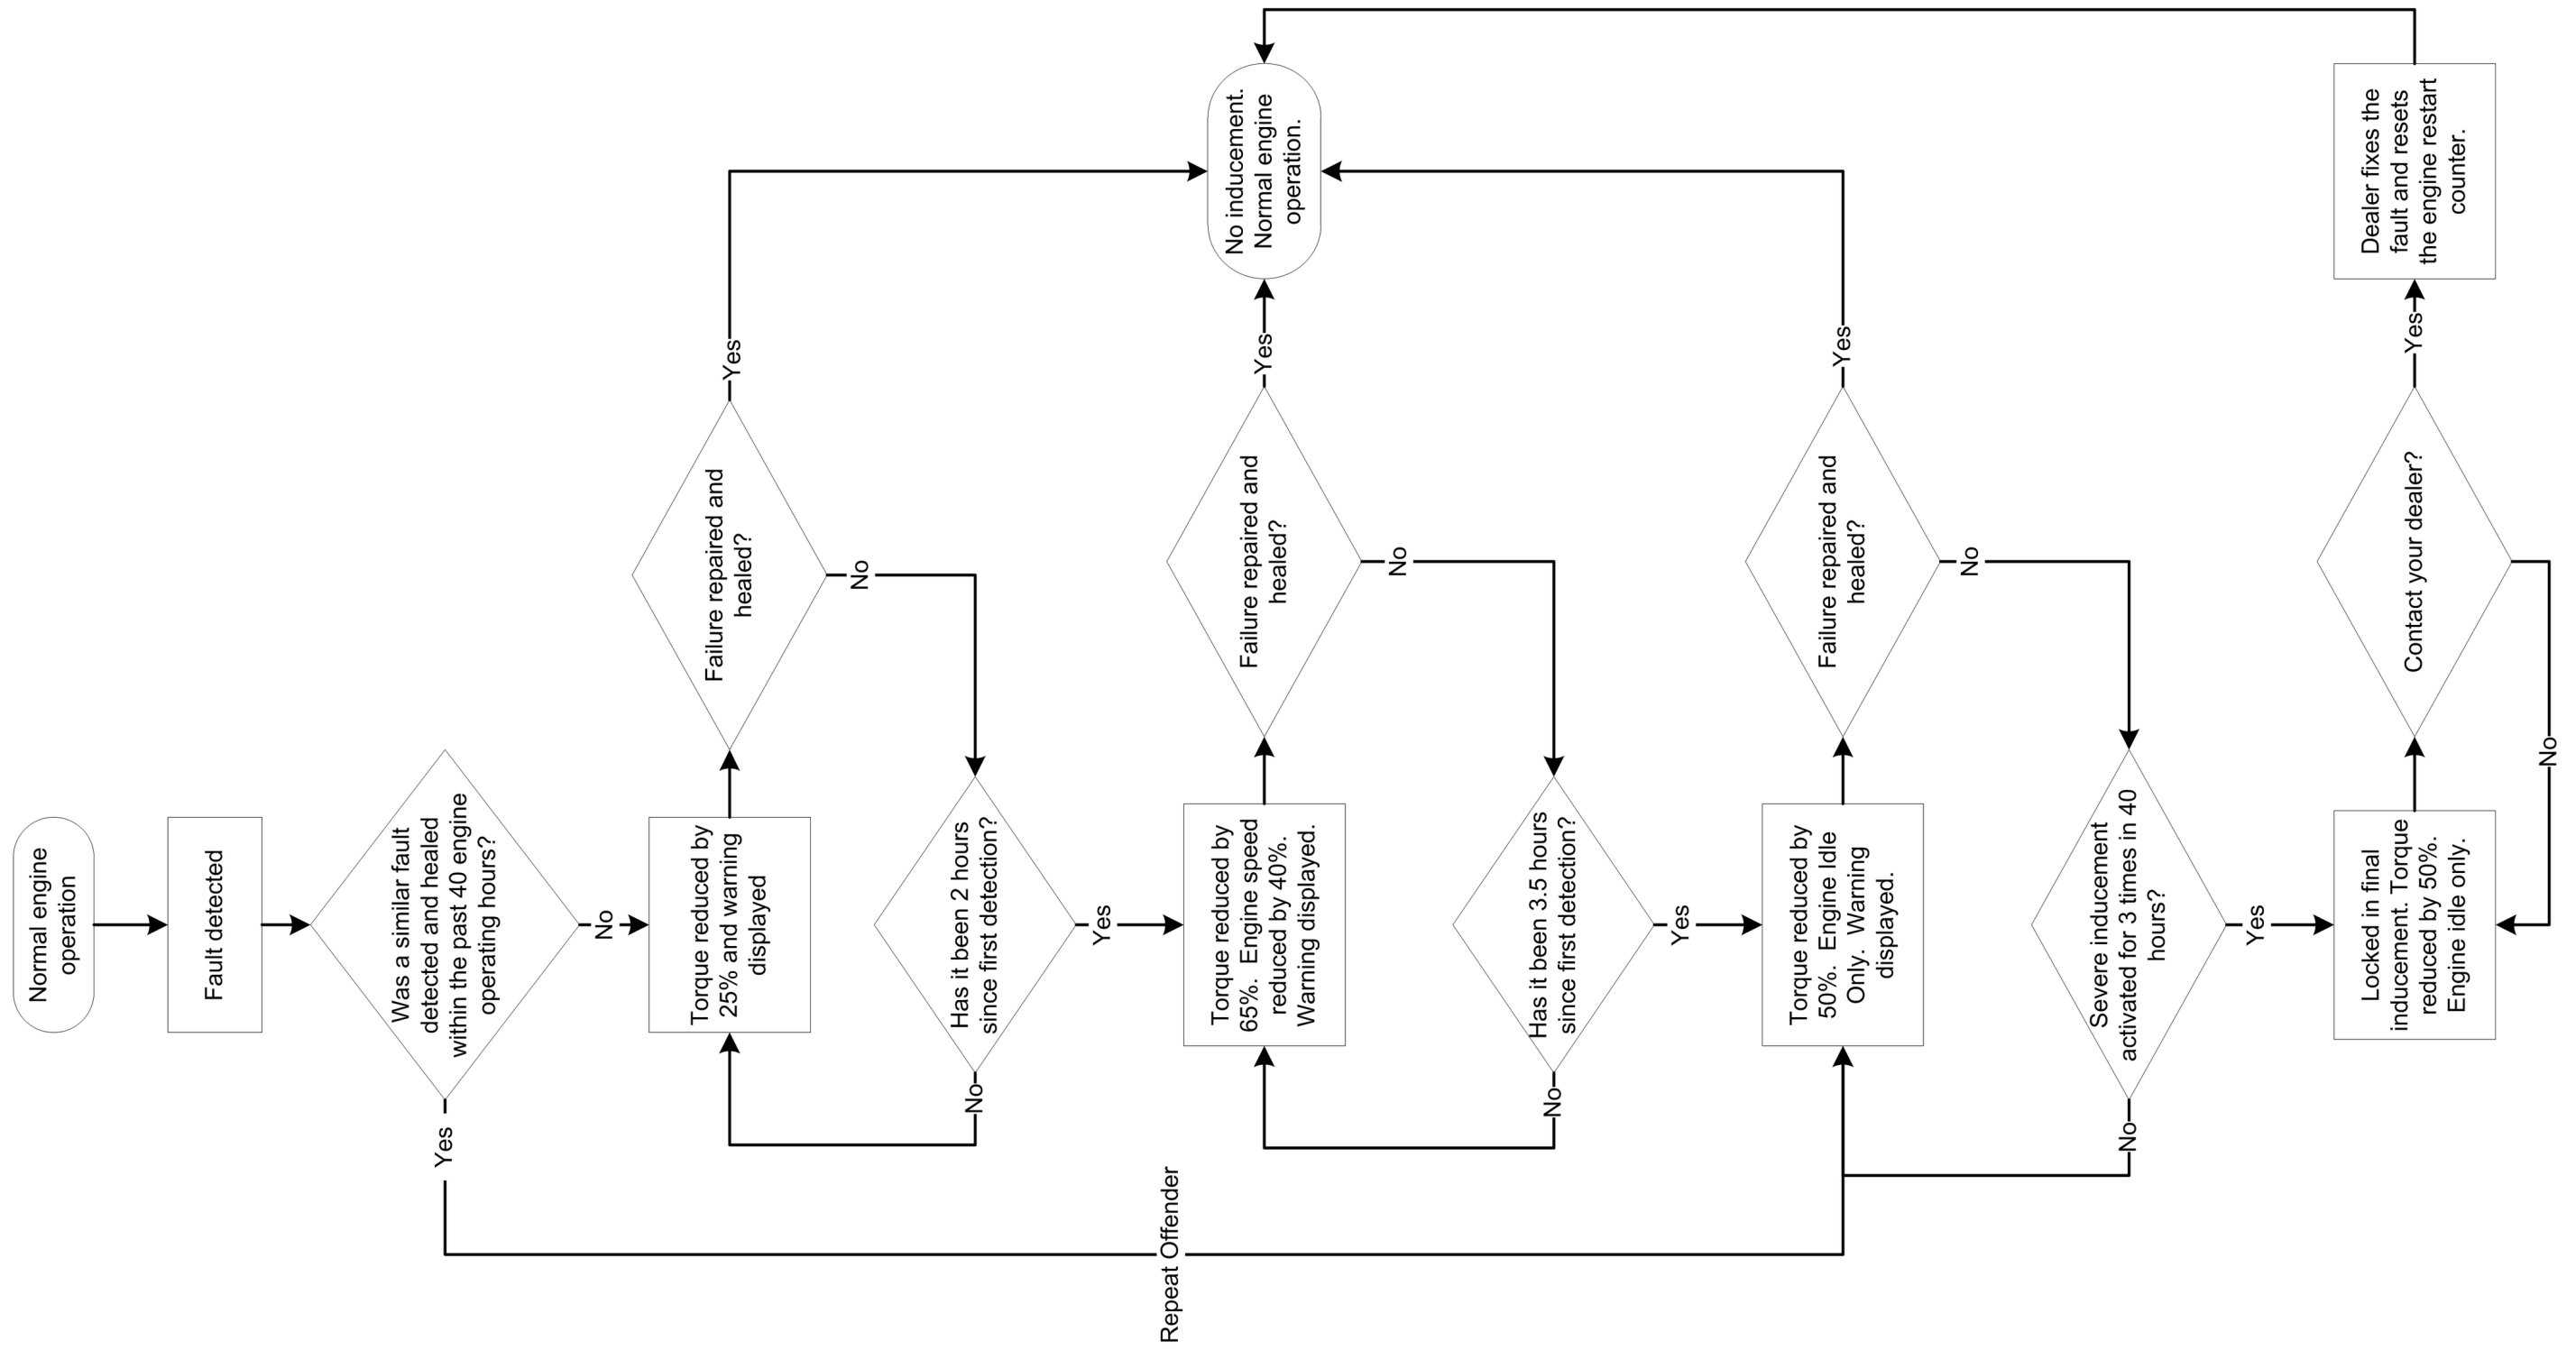 Normal engine
operation
Fault detected
Was a similar fault
detected and healed
within the past 40 engine
operating hours?
Yes
No
Repeat Offender
Torque reduced by
25% and warning
displayed
Failure repaired and
healed?
Yes
No
Has it been 2 hours
since first detection?
No
Yes
Torque reduced by
65%. Engine speed
reduced by 40%.
Warning displayed.
Failure repaired and
healed?
Yes
No
No inducement.
Normal engine
operation.
Has it been 3.5 hours
since first detection?
No
Yes
Torque reduced by
50%. Engine Idle
Only. Warning
displayed.
Failure repaired and
healed?
Yes
No
Severe inducement
activated for 3 times in 40
hours?
No
Yes
Locked in final
inducement. Torque
reduced by 50%.
Engine idle only.
Contact your dealer?
Yes
No
Dealer fixes the
fault and resets
the engine restart
counter.